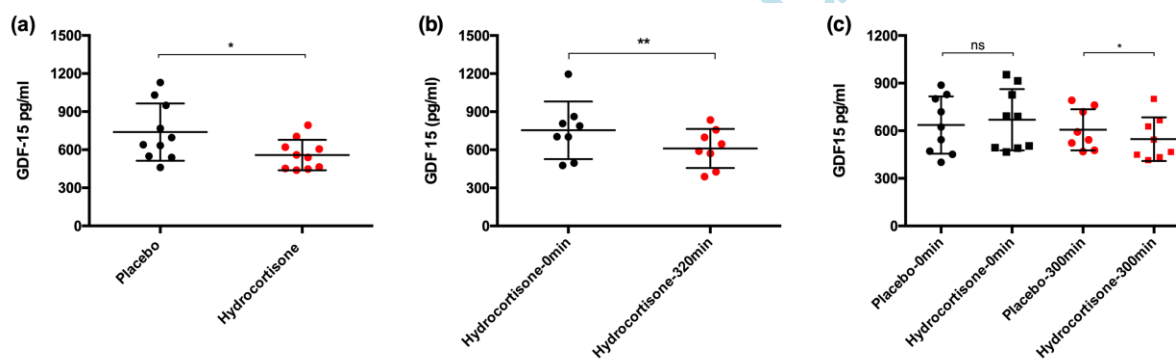 (a)
GDF-15 pg/ml
1500
1200
900
600
300
0
*
Placebo
Hydrocortisone
(b)
GDF 15 (pg/ml)
1500
1200
900
600
300
0
**
Hydrocortisone-0min
Hydrocortisone-320min
(c)
GDF15 pg/ml
1200
900
600
300
0
ns
*
Placebo-0min
Hydrocortisone-0min
Placebo-300min
Hydrocortisone-300min